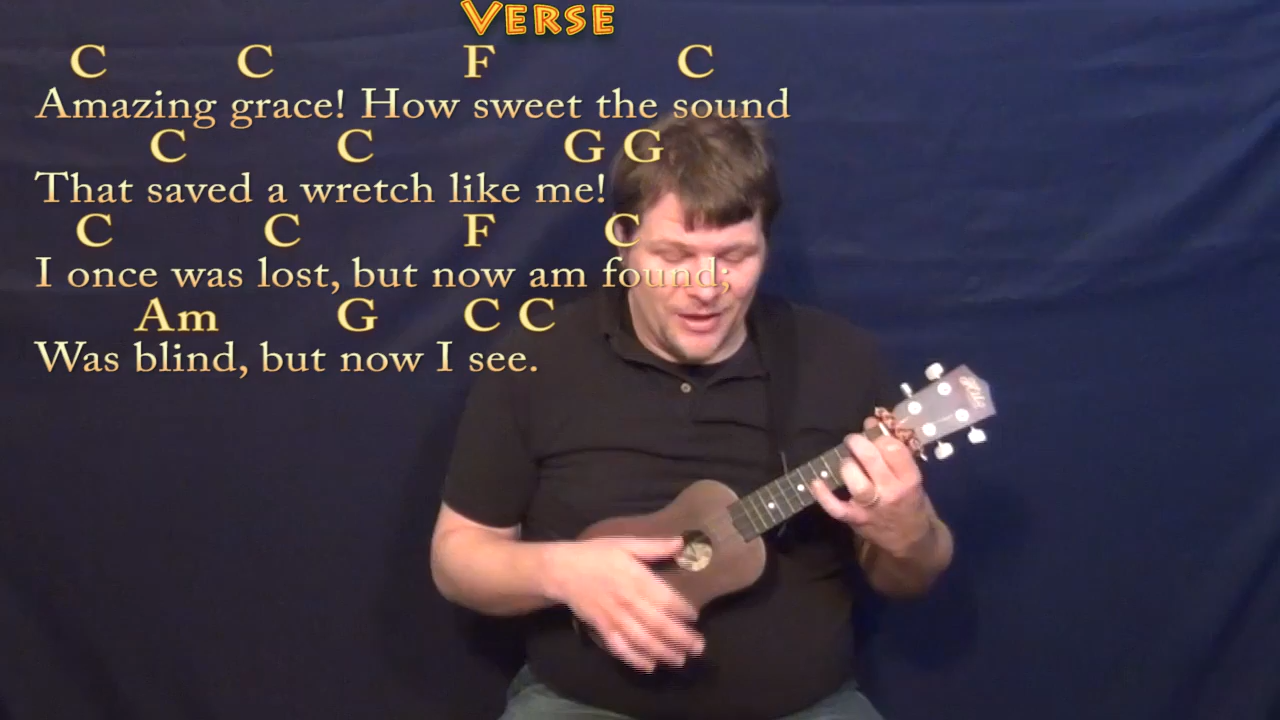 VERSE
C C F C
Amazing grace! How sweet the sound
C C G G
That saved a wretch like me!
C C F C
I once was lost, but now am found;
Am G C C
Was blind, but now I see.